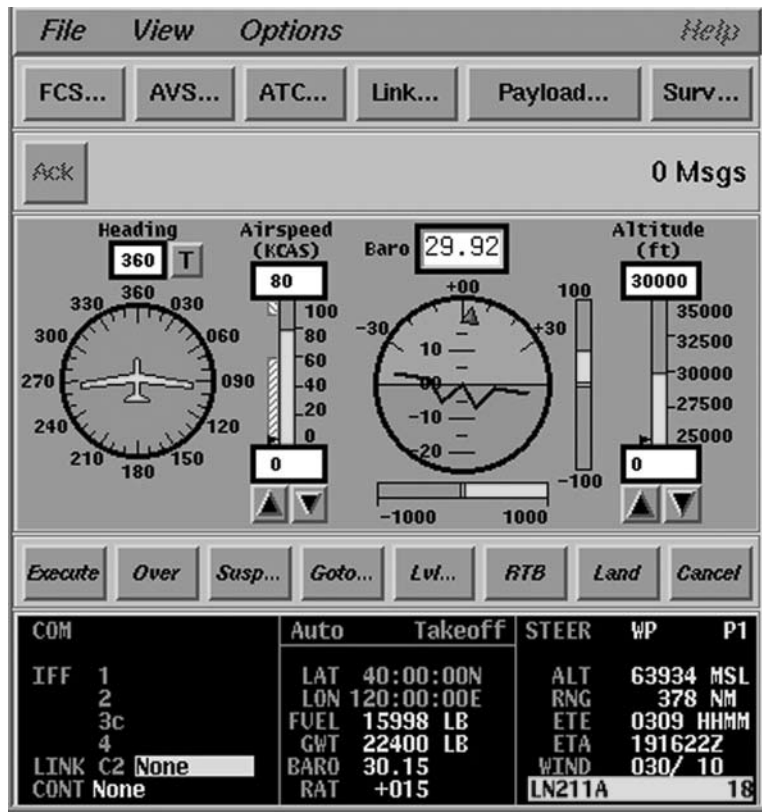 File View Options Help
FCS... AVS... ATC... Link... Payload... Surv...
Ack 0 Msgs
Heading
360 T
360
030
060
090
120
150
180
210
240
270
300
330
Airspeed
(KCAS)
80
100
80
60
40
20
0
0
Baro 29.92
+00
-30 +30
10
00
-10
-20
100
-100
-1000 1000
Altitude
(ft)
30000
35000
32500
30000
27500
25000
0
Execute Over Susp... Goto... Lvl... RTB Land Cancel
COM
IFF 1
2
3c
4
LINK C2 None
CONT None
Auto Takeoff
LAT 40:00:00N
LON 120:00:00E
FUEL 15998 LB
GWT 22400 LB
BARO 30.15
RAT +015
STEER WP P1
ALT 63934 MSL
RNG 378 NM
ETE 0309 HHMM
ETA 191622Z
WIND 030/ 10
LN211A 18